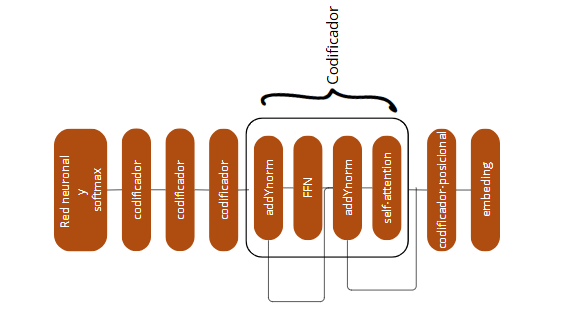 Codificador
Red neuronal
y
softmax
codificador
codificador
codificador
addYnorm
FFN
addYnorm
self-attention
codificador-posicional
embeding